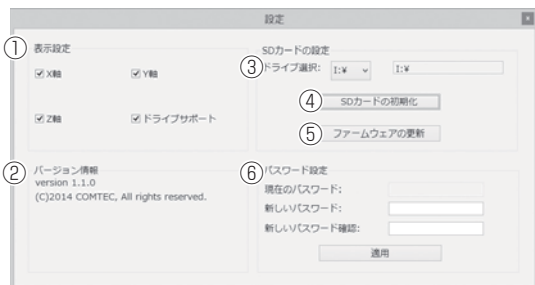 設定
①
表示設定
X軸
Y軸
Z軸
ドライブサポート
②
バージョン情報
version 1.1.0
(C)2014 COMTEC, All rights reserved.
SDカードの設定
③
ドライブ選択: I:¥ I:¥
④
SDカードの初期化
⑤
ファームウェアの更新
⑥
パスワード設定
現在のパスワード:
新しいパスワード:
新しいパスワード確認:
適用